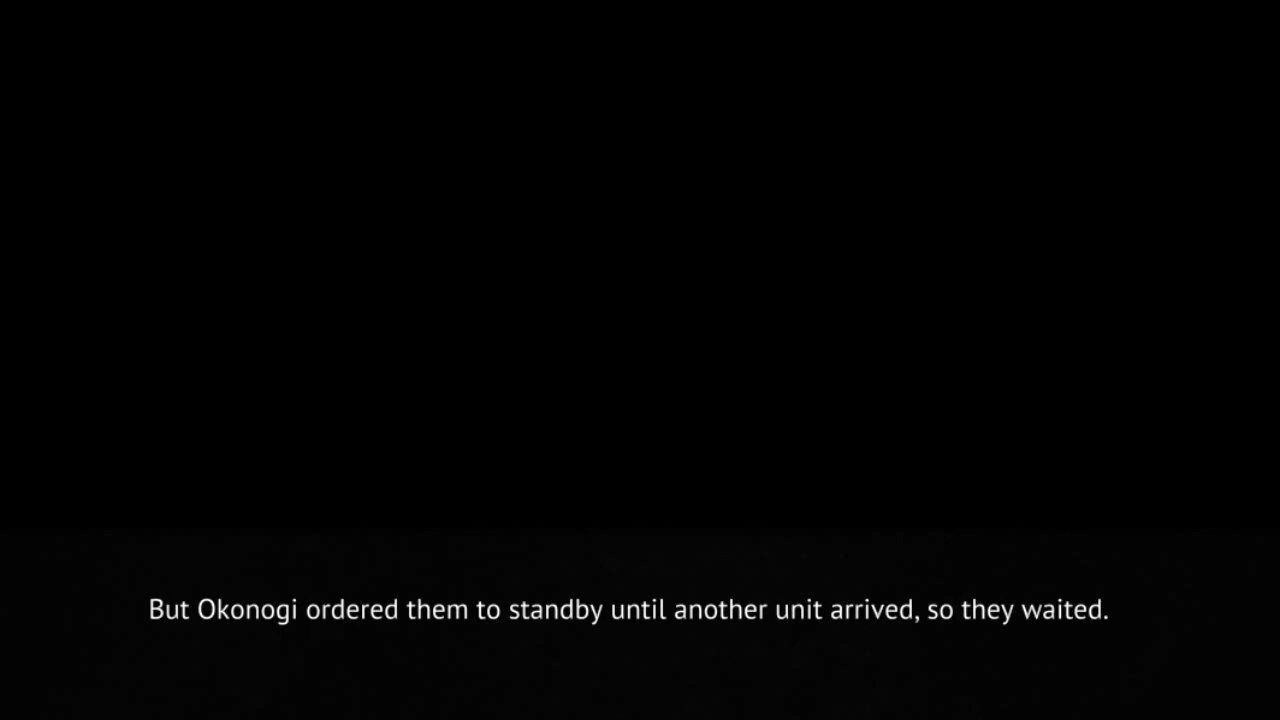 But Okonogi ordered them to standby until another unit arrived, so they waited.